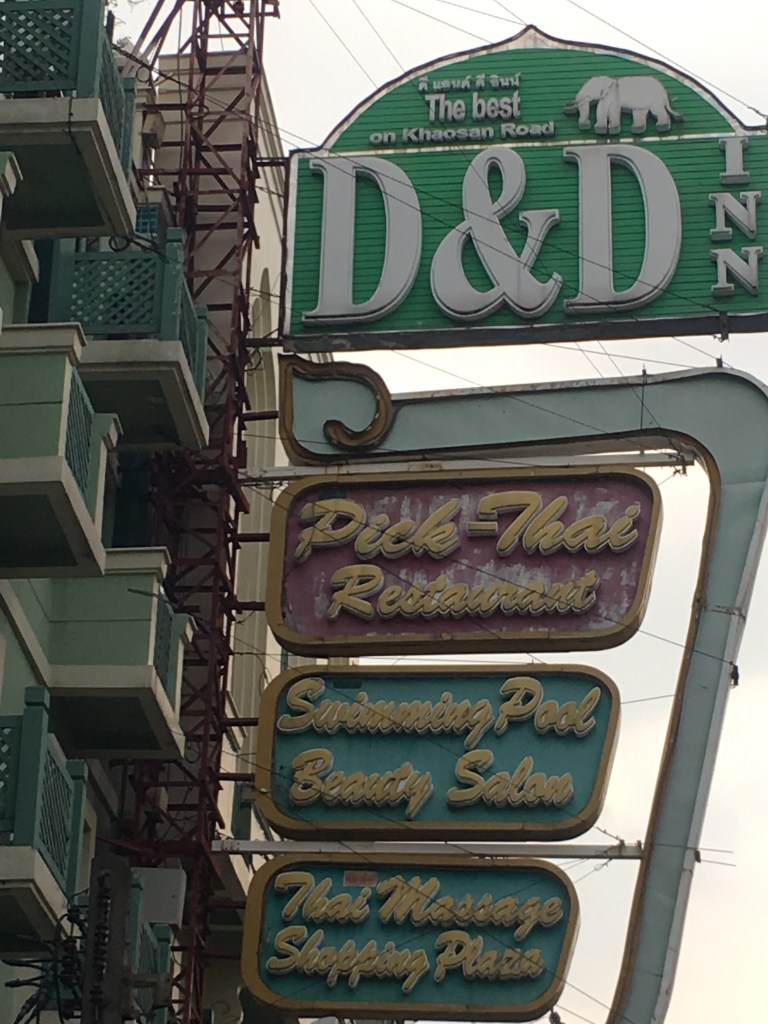 ดี แอนด์ ดี อินน์
The best
on Khaosan Road
D&D
INN
Pick-Thai
Restaurant
Swimming Pool
Beauty Salon
Thai Massage
Shopping Plaza